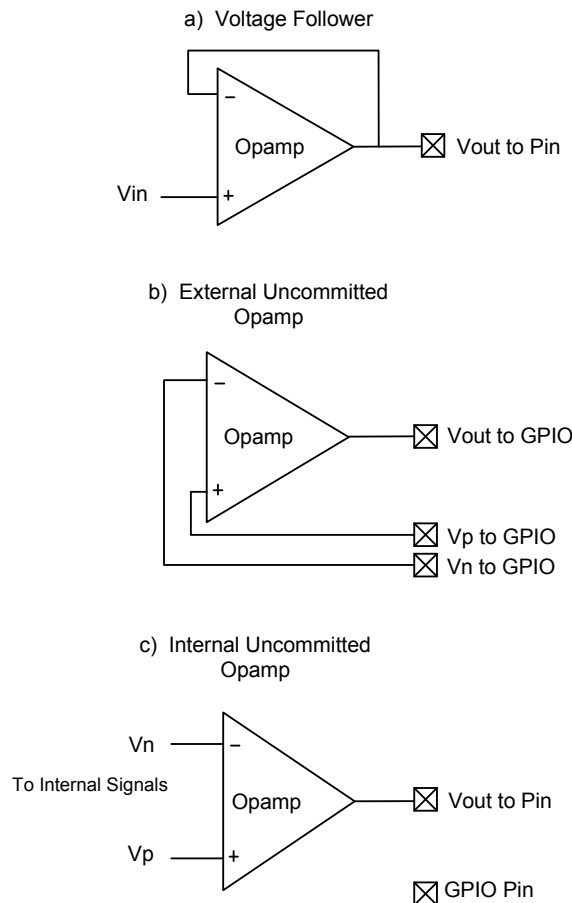 a) Voltage Follower
−
Opamp
Vout to Pin
Vin
+
b) External Uncommitted
Opamp
−
Opamp
Vout to GPIO
+
Vp to GPIO
Vn to GPIO
c) Internal Uncommitted
Opamp
Vn
−
To Internal Signals
Opamp
Vout to Pin
Vp
+
GPIO Pin